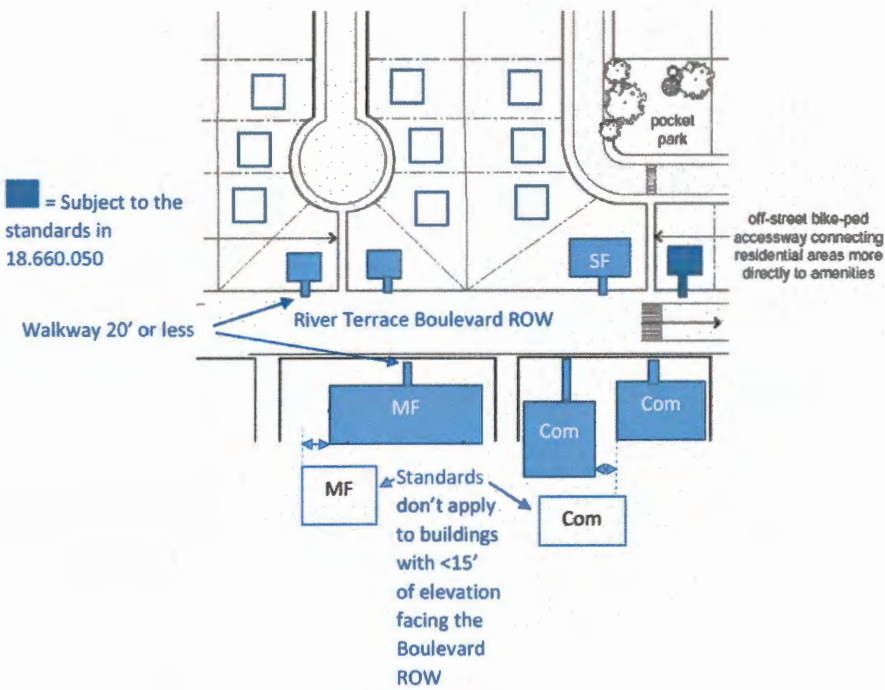 pocket
park
= Subject to the
standards in
18.660.050
off-street bike-ped
accessway connecting
residential areas more
directly to amenities
SF
Walkway 20' or less
River Terrace Boulevard ROW
MF
Com
Com
MF
Standards
don't apply
to buildings
with <15'
of elevation
facing the
Boulevard
ROW
Com